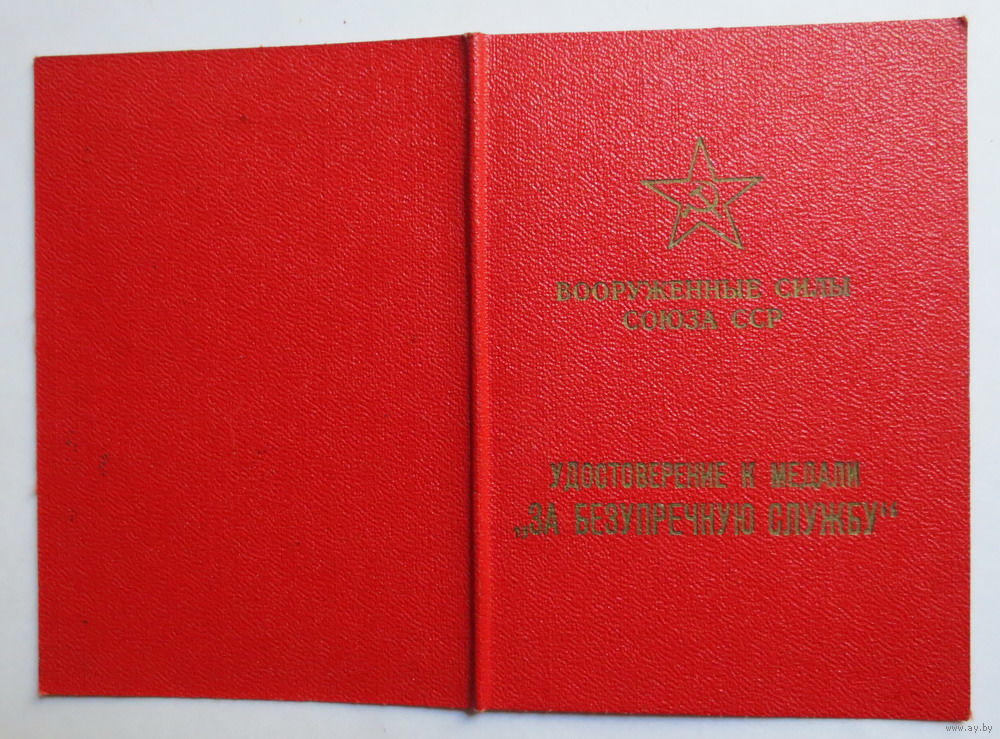 ВООРУЖЕННЫЕ СИЛЫ
СОЮЗА ССР
УДОСТОВЕРЕНИЕ К МЕДАЛИ
„ЗА БЕЗУПРЕЧНУЮ СЛУЖБУ“
www.ay.by